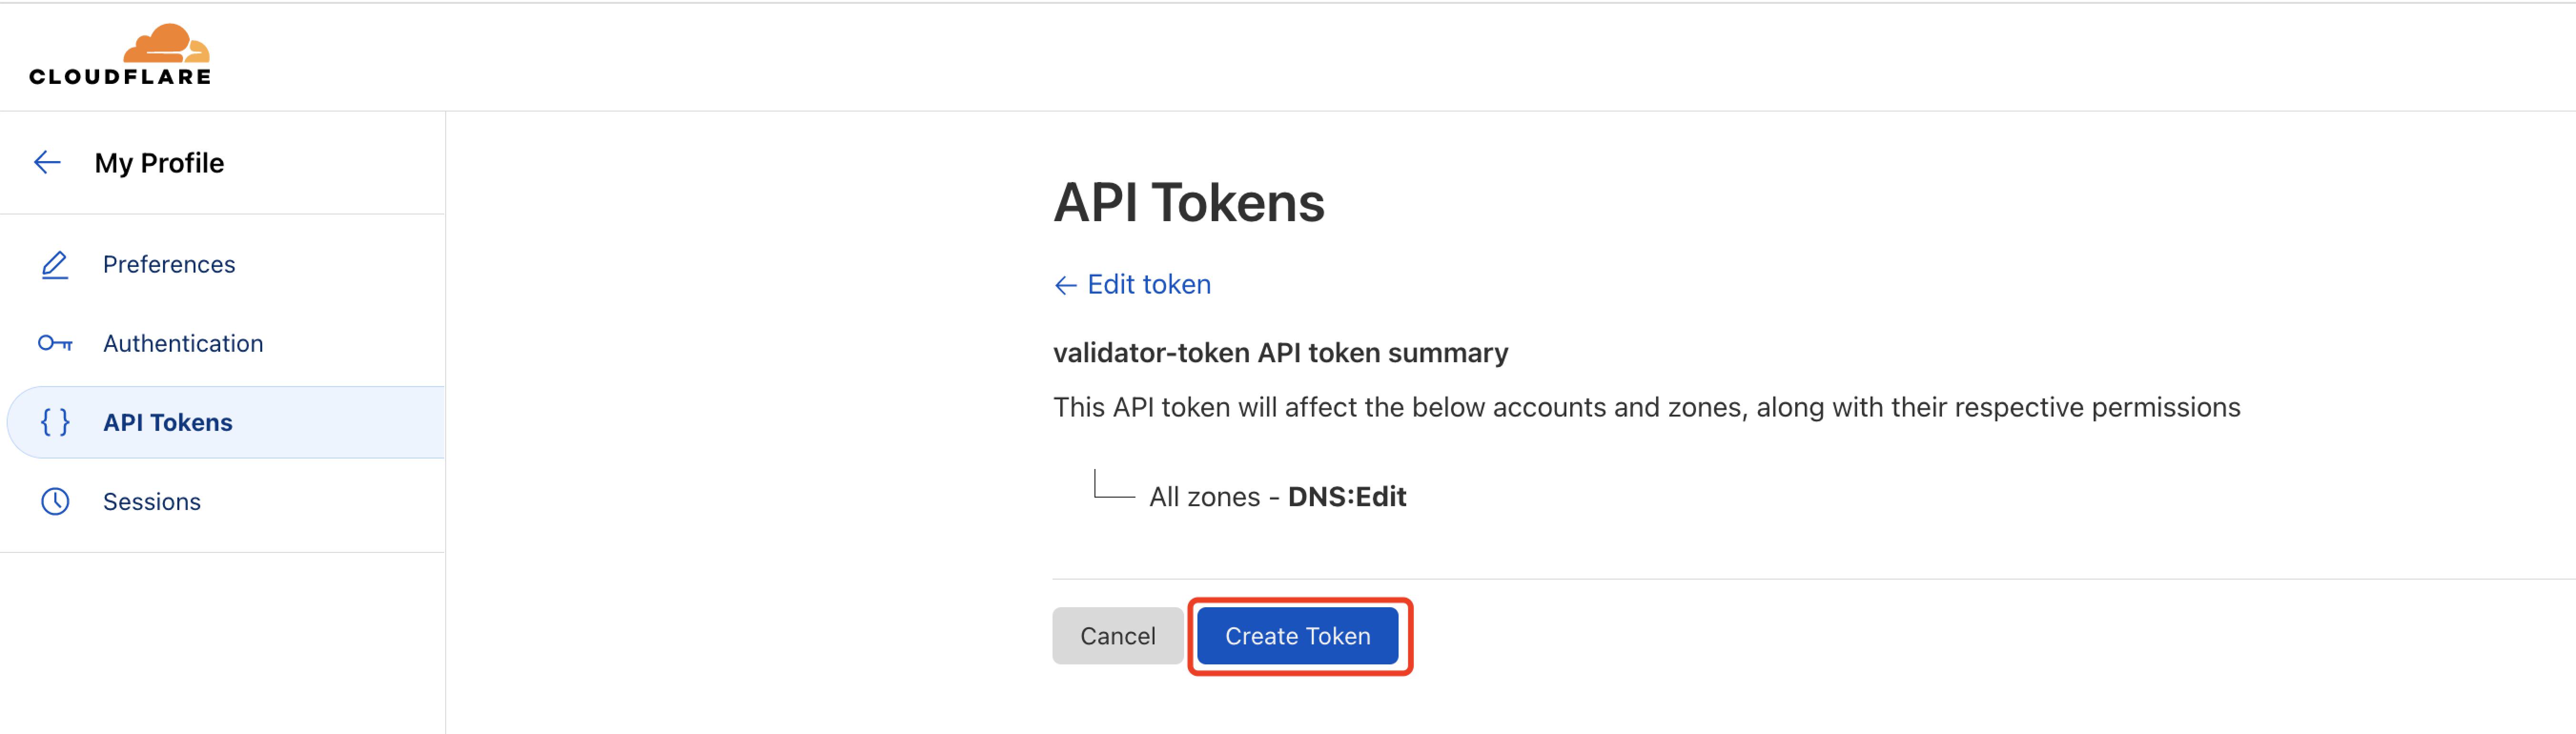 CLOUDFLARE
My Profile
Preferences
Authentication
API Tokens
Sessions
API Tokens
Edit token
validator-token API token summary
This API token will affect the below accounts and zones, along with their respective permissions
All zones - DNS:Edit
Cancel
Create Token